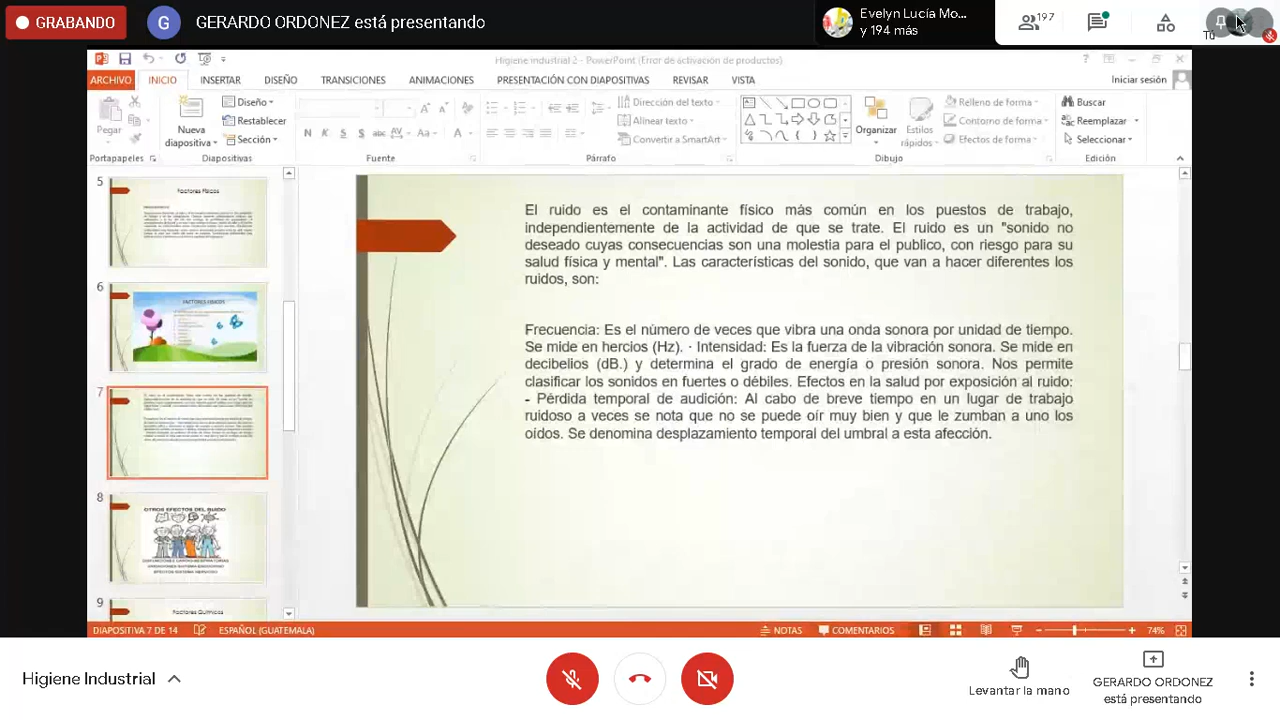 GRABANDO
G
GERARDO ORDONEZ está presentando
Evelyn Lucía Mo...
y 194 más
197
Tú
Higiene Industrial 2 - PowerPoint (Error de activación de productos)
ARCHIVO INICIO INSERTAR DISEÑO TRANSICIONES ANIMACIONES PRESENTACIÓN CON DIAPOSITIVAS REVISAR VISTA
Iniciar sesión
Pegar
Nueva
diapositiva
Diseño
Restablecer
Sección
N K S S abc AV Aa A
Dirección del texto
Alinear texto
Convertir a SmartArt
Organizar
Estilos
rápidos
Relleno de forma
Contorno de forma
Efectos de forma
Buscar
Reemplazar
Seleccionar
Portapapeles
Diapositivas
Fuente
Párrafo
Dibujo
Edición
5
Factores Físicos
6
FACTORES FISICOS
7
8
OTROS EFECTOS DEL RUIDO
9
Factores Químicos
El ruido es el contaminante físico más común en los puestos de trabajo,
independientemente de la actividad de que se trate. El ruido es un "sonido no
deseado cuyas consecuencias son una molestia para el publico, con riesgo para su
salud física y mental". Las características del sonido, que van a hacer diferentes los
ruidos, son:
Frecuencia: Es el número de veces que vibra una onda sonora por unidad de tiempo.
Se mide en hercios (Hz). · Intensidad: Es la fuerza de la vibración sonora. Se mide en
decibelios (dB.) y determina el grado de energía o presión sonora. Nos permite
clasificar los sonidos en fuertes o débiles. Efectos en la salud por exposición al ruido:
- Pérdida temporal de audición: Al cabo de breve tiempo en un lugar de trabajo
ruidoso a veces se nota que no se puede oír muy bien y que le zumban a uno los
oídos. Se denomina desplazamiento temporal del umbral a esta afección.
DIAPOSITIVA 7 DE 14
ESPAÑOL (GUATEMALA)
NOTAS
COMENTARIOS
74%
Higiene Industrial
Levantar la mano
GERARDO ORDONEZ
está presentando